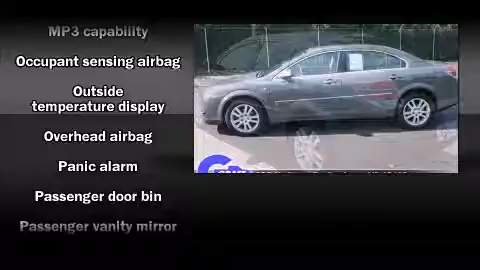 MP3 capability
Occupant sensing airbag
Outside
temperature display
Overhead airbag
Panic alarm
Passenger door bin
Passenger vanity mirror